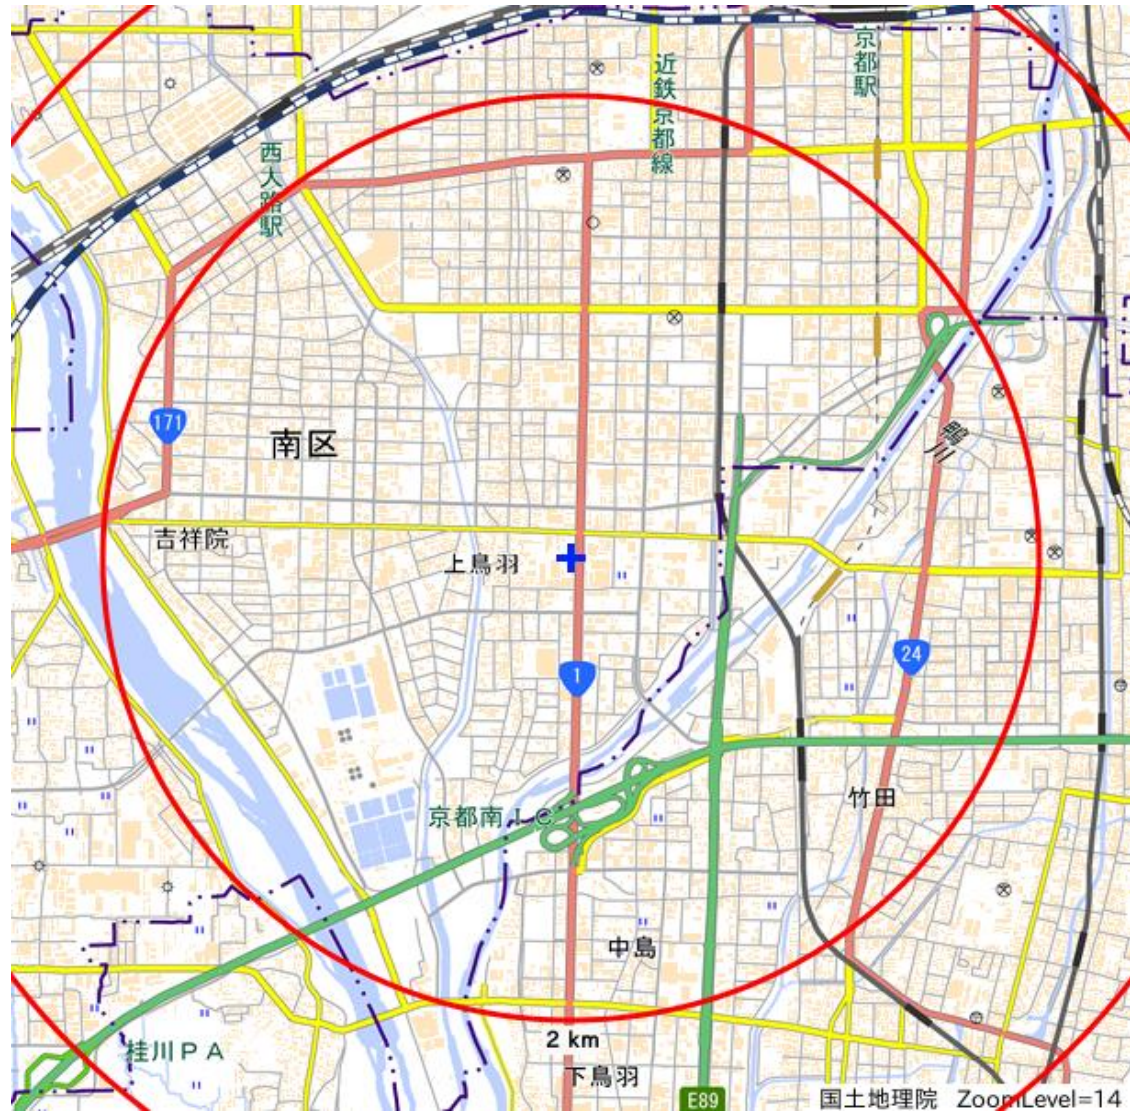 京都駅
近鉄京都線
西大路駅
171
南区
鴨川
吉祥院
上鳥羽
24
1
竹田
京都南IC
中島
2 km
桂川PA
下鳥羽
E89
国土地理院 ZoomLevel=14